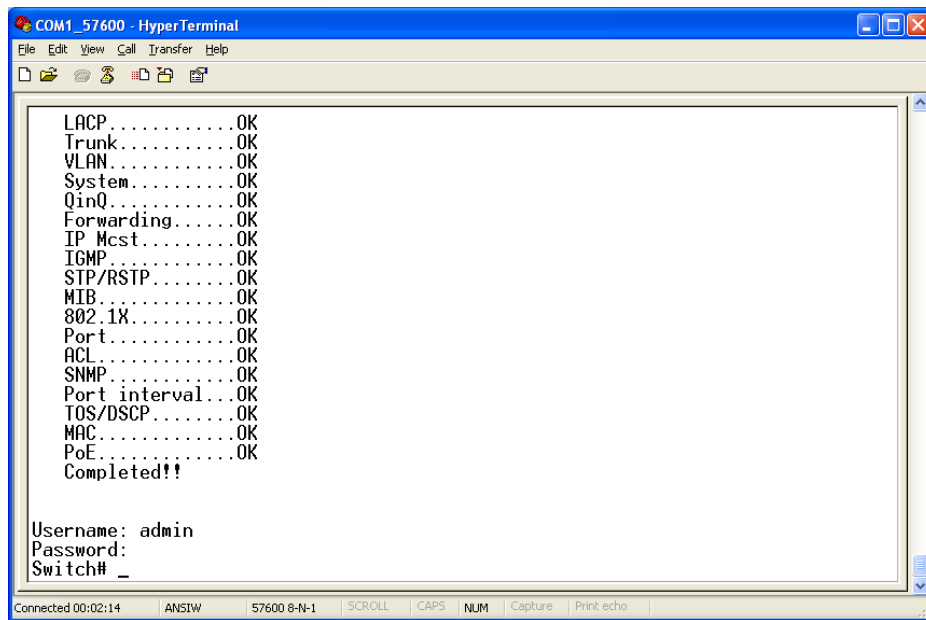 COM1_57600 - HyperTerminal
File Edit View Call Transfer Help
LACP............OK
Trunk...........OK
VLAN............OK
System..........OK
QinQ............OK
Forwarding......OK
IP Mcst.........OK
IGMP............OK
STP/RSTP........OK
MIB.............OK
802.1X..........OK
Port............OK
ACL.............OK
SNMP............OK
Port interval...OK
TOS/DSCP........OK
MAC.............OK
PoE.............OK
Completed!!
Username: admin
Password:
Switch# _
Connected 00:02:14 ANSIW 57600 8-N-1 SCROLL CAPS NUM Capture Print echo